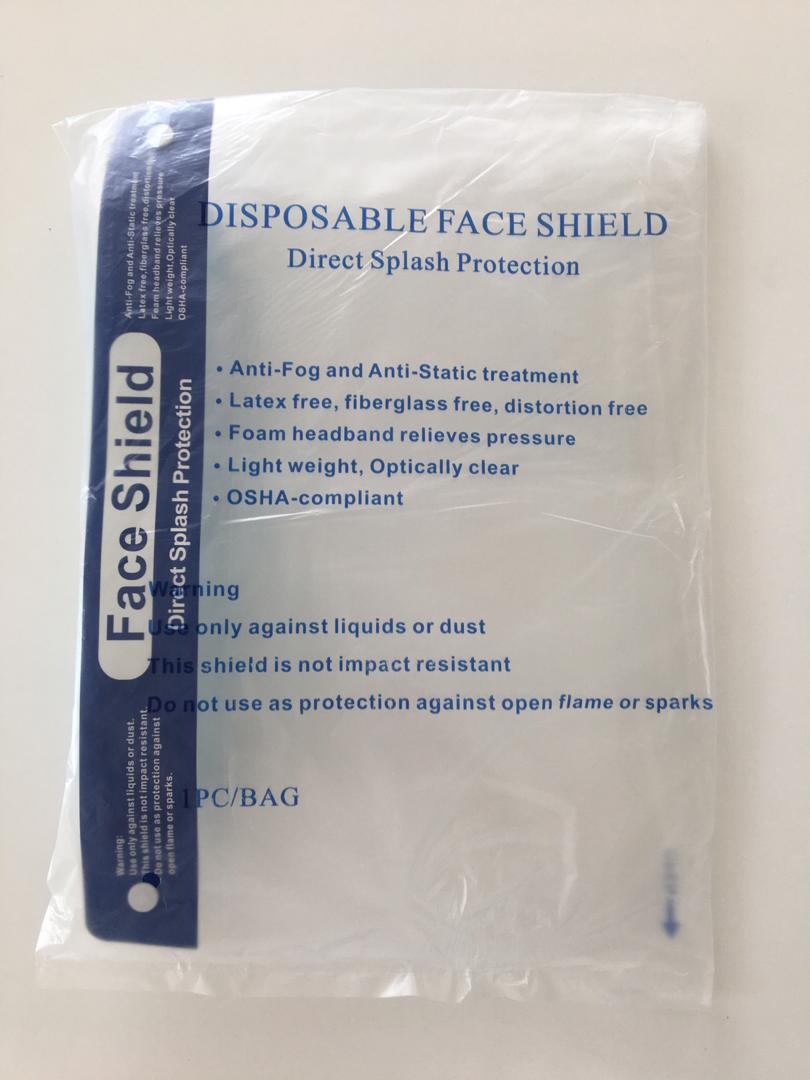 DISPOSABLE FACE SHIELD
Direct Splash Protection
• Anti-Fog and Anti-Static treatment
• Latex free, fiberglass free, distortion free
• Foam headband relieves pressure
• Light weight, Optically clear
• OSHA-compliant
Warning
Use only against liquids or dust
This shield is not impact resistant
Do not use as protection against open flame or sparks
1PC/BAG
Face Shield
Direct Splash Protection
Anti-Fog and Anti-Static treatment
Latex free,fiberglass free,distortion
Foam headband relieves pressure
Light weight,Optically clear
OSHA-compliant
Warning:
Use only against liquids or dust.
This shield is not impact resistant.
Do not use as protection against
open flame or sparks.